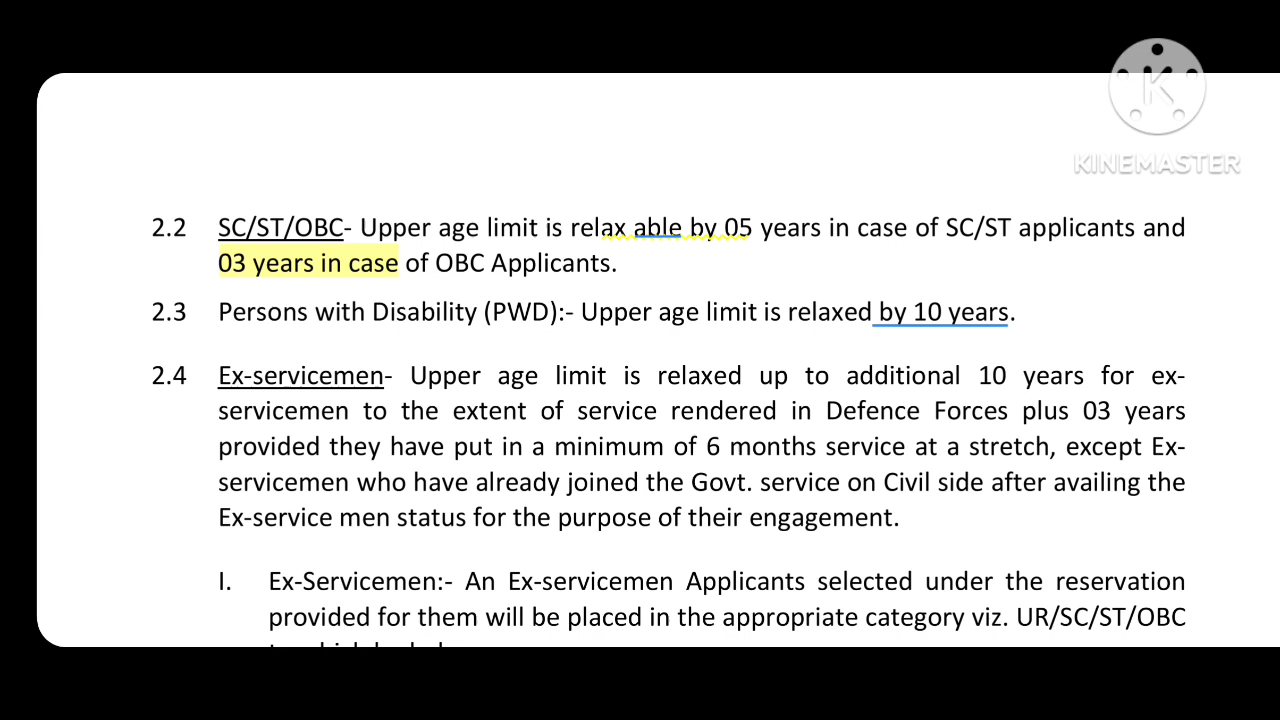 KINEMASTER
2.2 SC/ST/OBC- Upper age limit is relax able by 05 years in case of SC/ST applicants and
03 years in case of OBC Applicants.
2.3 Persons with Disability (PWD):- Upper age limit is relaxed by 10 years.
2.4 Ex-servicemen- Upper age limit is relaxed up to additional 10 years for ex-
servicemen to the extent of service rendered in Defence Forces plus 03 years
provided they have put in a minimum of 6 months service at a stretch, except Ex-
servicemen who have already joined the Govt. service on Civil side after availing the
Ex-service men status for the purpose of their engagement.
I. Ex-Servicemen:- An Ex-servicemen Applicants selected under the reservation
provided for them will be placed in the appropriate category viz. UR/SC/ST/OBC